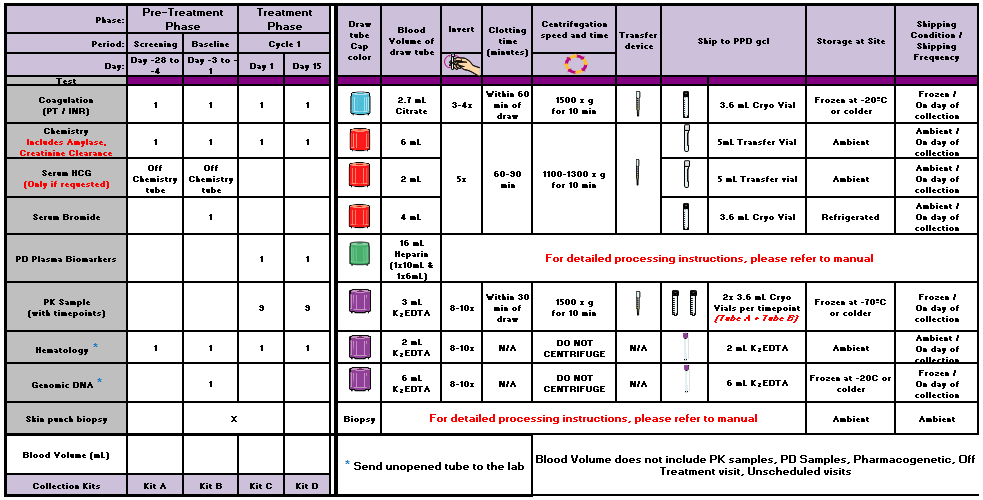 Phase: Pre-Treatment Phase Treatment Phase Draw tube Cap color Blood Volume of draw tube Invert Clotting time (minutes) Centrifugation speed and time Transfer device Ship to PPD gcl Storage at Site Shipping Condition / Shipping Frequency
Period: Screening Baseline Cycle 1
Day: Day -28 to -4 Day -3 to -1 Day 1 Day 15
Test
Coagulation (PT / INR) 1 1 1 1 2.7 mL Citrate 3-4x Within 60 min of draw 1500 x g for 10 min 3.6 mL Cryo Vial Frozen at -20ºC or colder Frozen / On day of collection
Chemistry Includes Amylase, Creatinine Clearance 1 1 1 1 6 mL 5mL Transfer Vial Ambient Ambient / On day of collection
Serum HCG (Only if requested) Off Chemistry tube Off Chemistry tube 2 mL 5x 60-90 min 1100-1300 x g for 10 min 5 mL Transfer vial Ambient Ambient / On day of collection
Serum Bromide 1 4 mL 3.6 mL Cryo Vial Refrigerated Ambient / On day of collection
PD Plasma Biomarkers 1 1 16 mL Heparin (1x10mL & 1x6mL) For detailed processing instructions, please refer to manual
PK Sample (with timepoints) 9 9 3 mL K₂EDTA 8-10x Within 30 min of draw 1500 x g for 10 min 2x 3.6 mL Cryo Vials per timepoint (Tube A + Tube B) Frozen at -70ºC or colder Frozen / On day of collection
Hematology * 1 1 1 1 2 mL K₂EDTA 8-10x N/A DO NOT CENTRIFUGE N/A 2 mL K₂EDTA Ambient Ambient / On day of collection
Genomic DNA * 1 6 mL K₂EDTA 8-10x N/A DO NOT CENTRIFUGE N/A 6 mL K₂EDTA Frozen at -20C or colder Frozen / On day of collection
Skin punch biopsy X Biopsy For detailed processing instructions, please refer to manual Ambient Ambient
Blood Volume (mL) * Send unopened tube to the lab Blood Volume does not include PK samples, PD Samples, Pharmacogenetic, Off Treatment visit, Unscheduled visits
Collection Kits Kit A Kit B Kit C Kit D